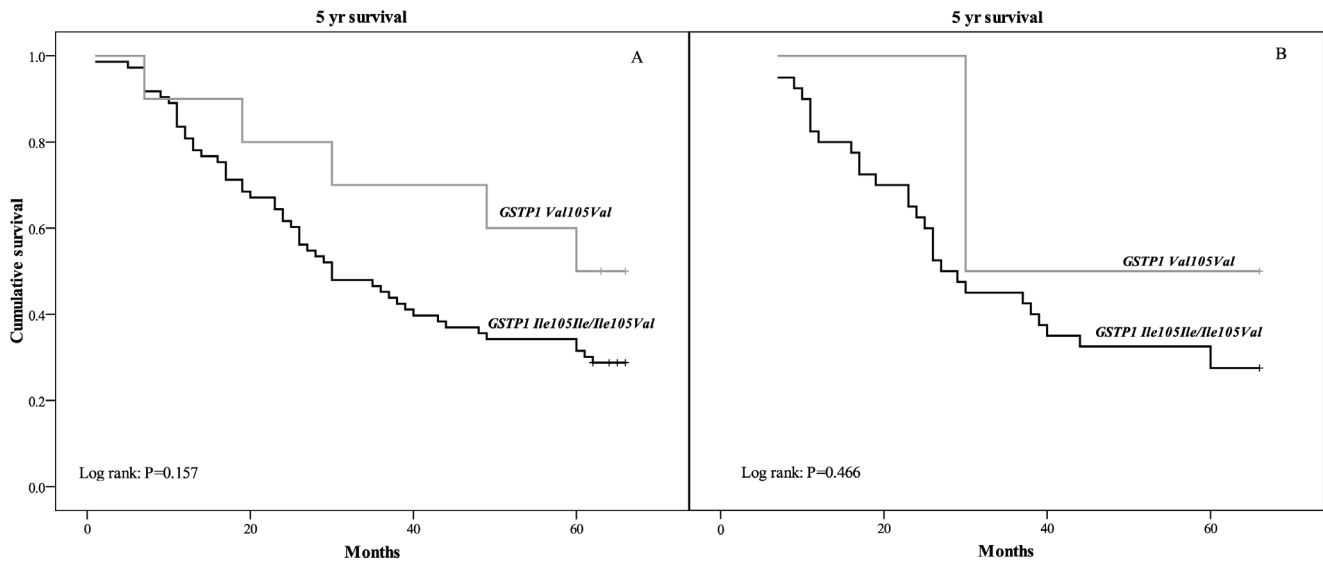 5 yr survival
5 yr survival
A
B
1.0
0.8
0.6
0.4
0.2
0.0
Cumulative survival
GSTP1 Val105Val
GSTP1 Ile105Ile/Ile105Val
Log rank: P=0.157
0
20
40
60
Months
GSTP1 Val105Val
GSTP1 Ile105Ile/Ile105Val
Log rank: P=0.466
0
20
40
60
Months